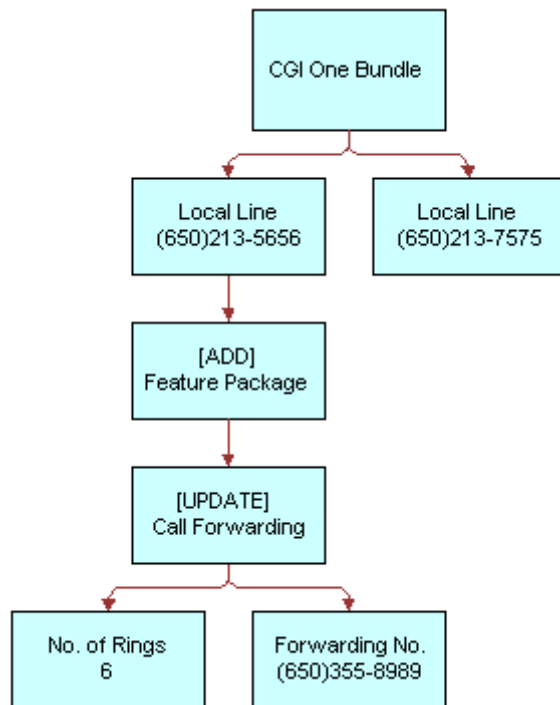 CGI One Bundle
Local Line
(650)213-5656
Local Line
(650)213-7575
[ADD]
Feature Package
[UPDATE]
Call Forwarding
No. of Rings
6
Forwarding No.
(650)355-8989